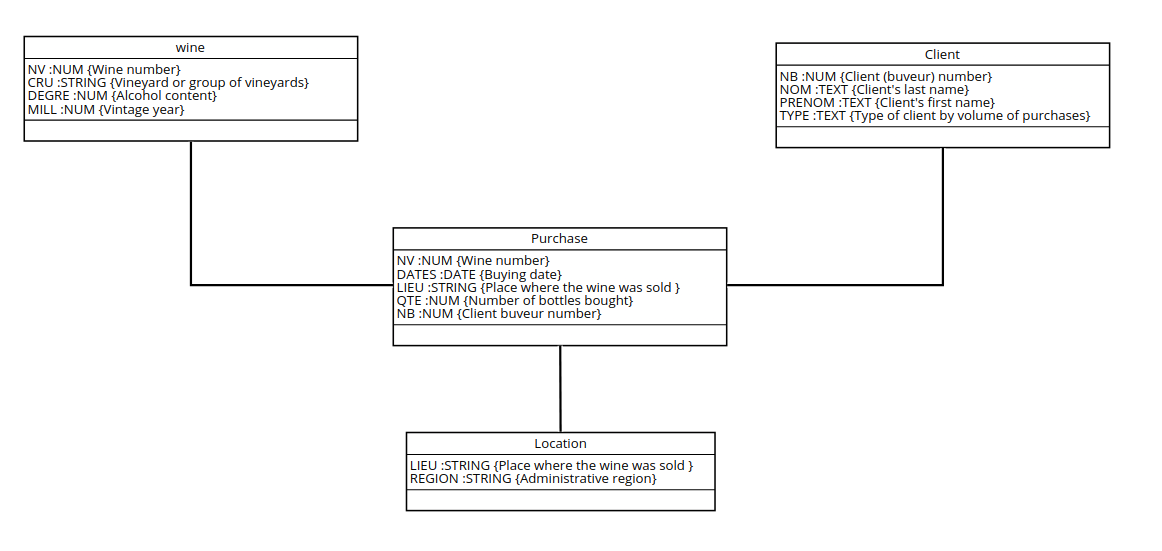 wine
NV :NUM {Wine number}
CRU :STRING {Vineyard or group of vineyards}
DEGRE :NUM {Alcohol content}
MILL :NUM {Vintage year}
Client
NB :NUM {Client (buveur) number}
NOM :TEXT {Client's last name}
PRENOM :TEXT {Client's first name}
TYPE :TEXT {Type of client by volume of purchases}
Purchase
NV :NUM {Wine number}
DATES :DATE {Buying date}
LIEU :STRING {Place where the wine was sold }
QTE :NUM {Number of bottles bought}
NB :NUM {Client buveur number}
Location
LIEU :STRING {Place where the wine was sold }
REGION :STRING {Administrative region}